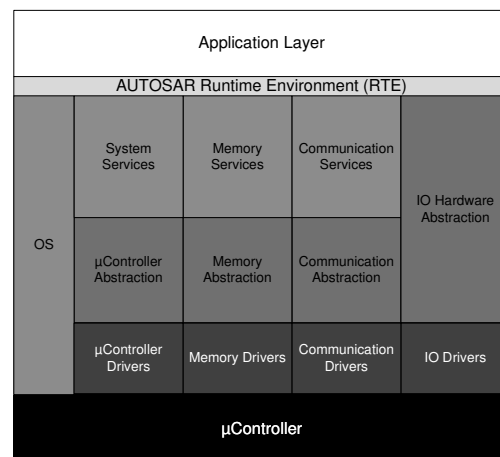 Application Layer
AUTOSAR Runtime Environment (RTE)
System
Services
Memory
Services
Communication
Services
IO Hardware
Abstraction
OS
µController
Abstraction
Memory
Abstraction
Communication
Abstraction
µController
Drivers
Memory Drivers
Communication
Drivers
IO Drivers
µController